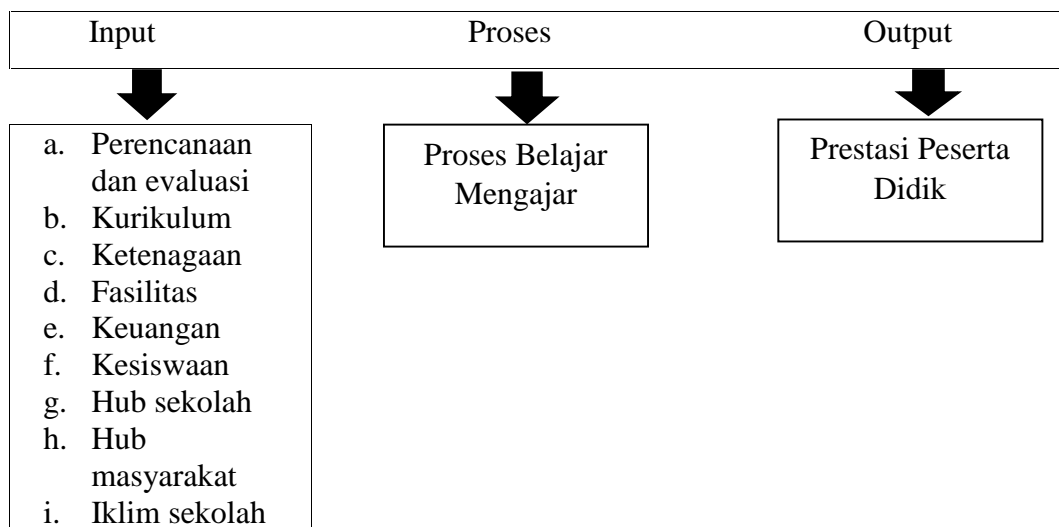 Input Proses Output
a. Perencanaan
dan evaluasi
b. Kurikulum
c. Ketenagaan
d. Fasilitas
e. Keuangan
f. Kesiswaan
g. Hub sekolah
h. Hub
masyarakat
i. Iklim sekolah
Proses Belajar
Mengajar
Prestasi Peserta
Didik